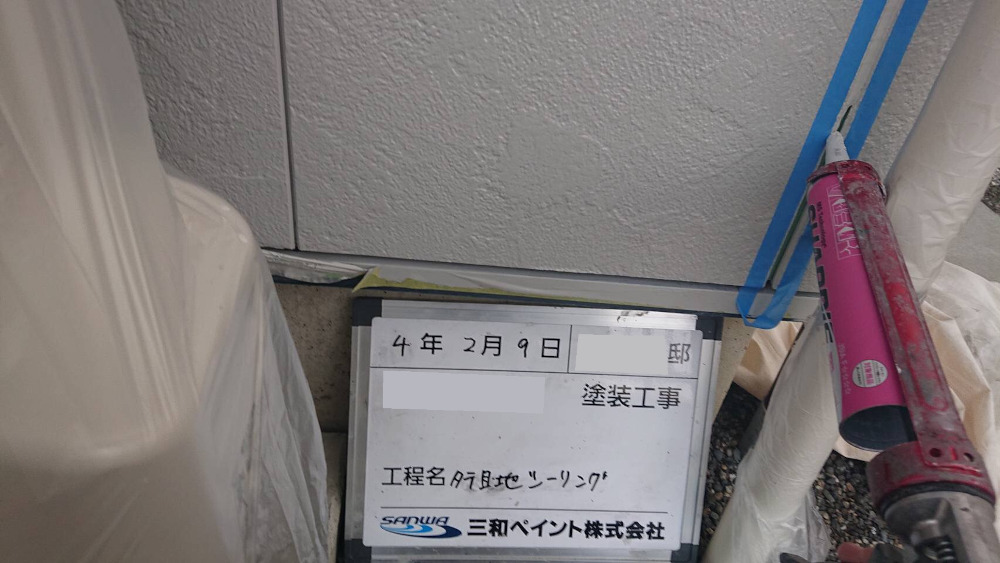 4年 2月 9日
邸
塗装工事
工程名 タテ目地シーリング
SANWA 三和ペイント株式会社